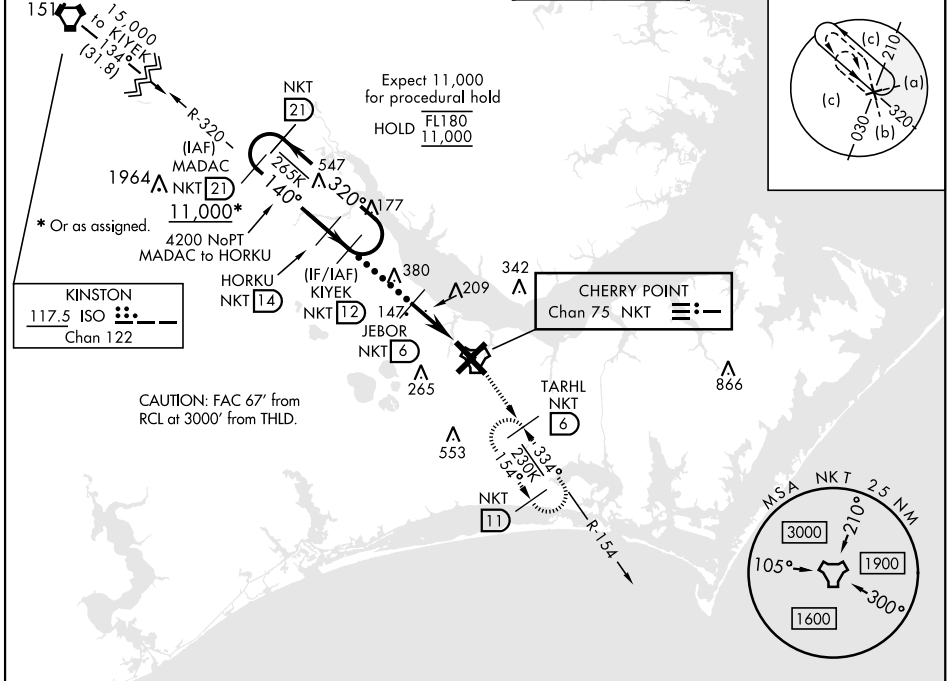 151°
15,000
to KIYEK
134°
(31.8)
R-320
NKT
21
Expect 11,000
for procedural hold
HOLD FL180
11,000
(c)
210
(a)
(c)
320
030
(b)
(IAF)
MADAC
NKT 21
11,000*
1964
547
265K
320°
140°
177
* Or as assigned.
4200 NoPT
MADAC to HORKU
HORKU
NKT 14
(IF/IAF)
KIYEK
NKT 12
380
209
342
147
JEBOR
NKT 6
KINSTON
117.5 ISO
Chan 122
CHERRY POINT
Chan 75 NKT
265
866
CAUTION: FAC 67' from
RCL at 3000' from THLD.
TARHL
NKT
6
553
334°
230K
154°
NKT
11
R-154
MSA NKT 25 NM
3000
210°
105°
1900
300°
1600